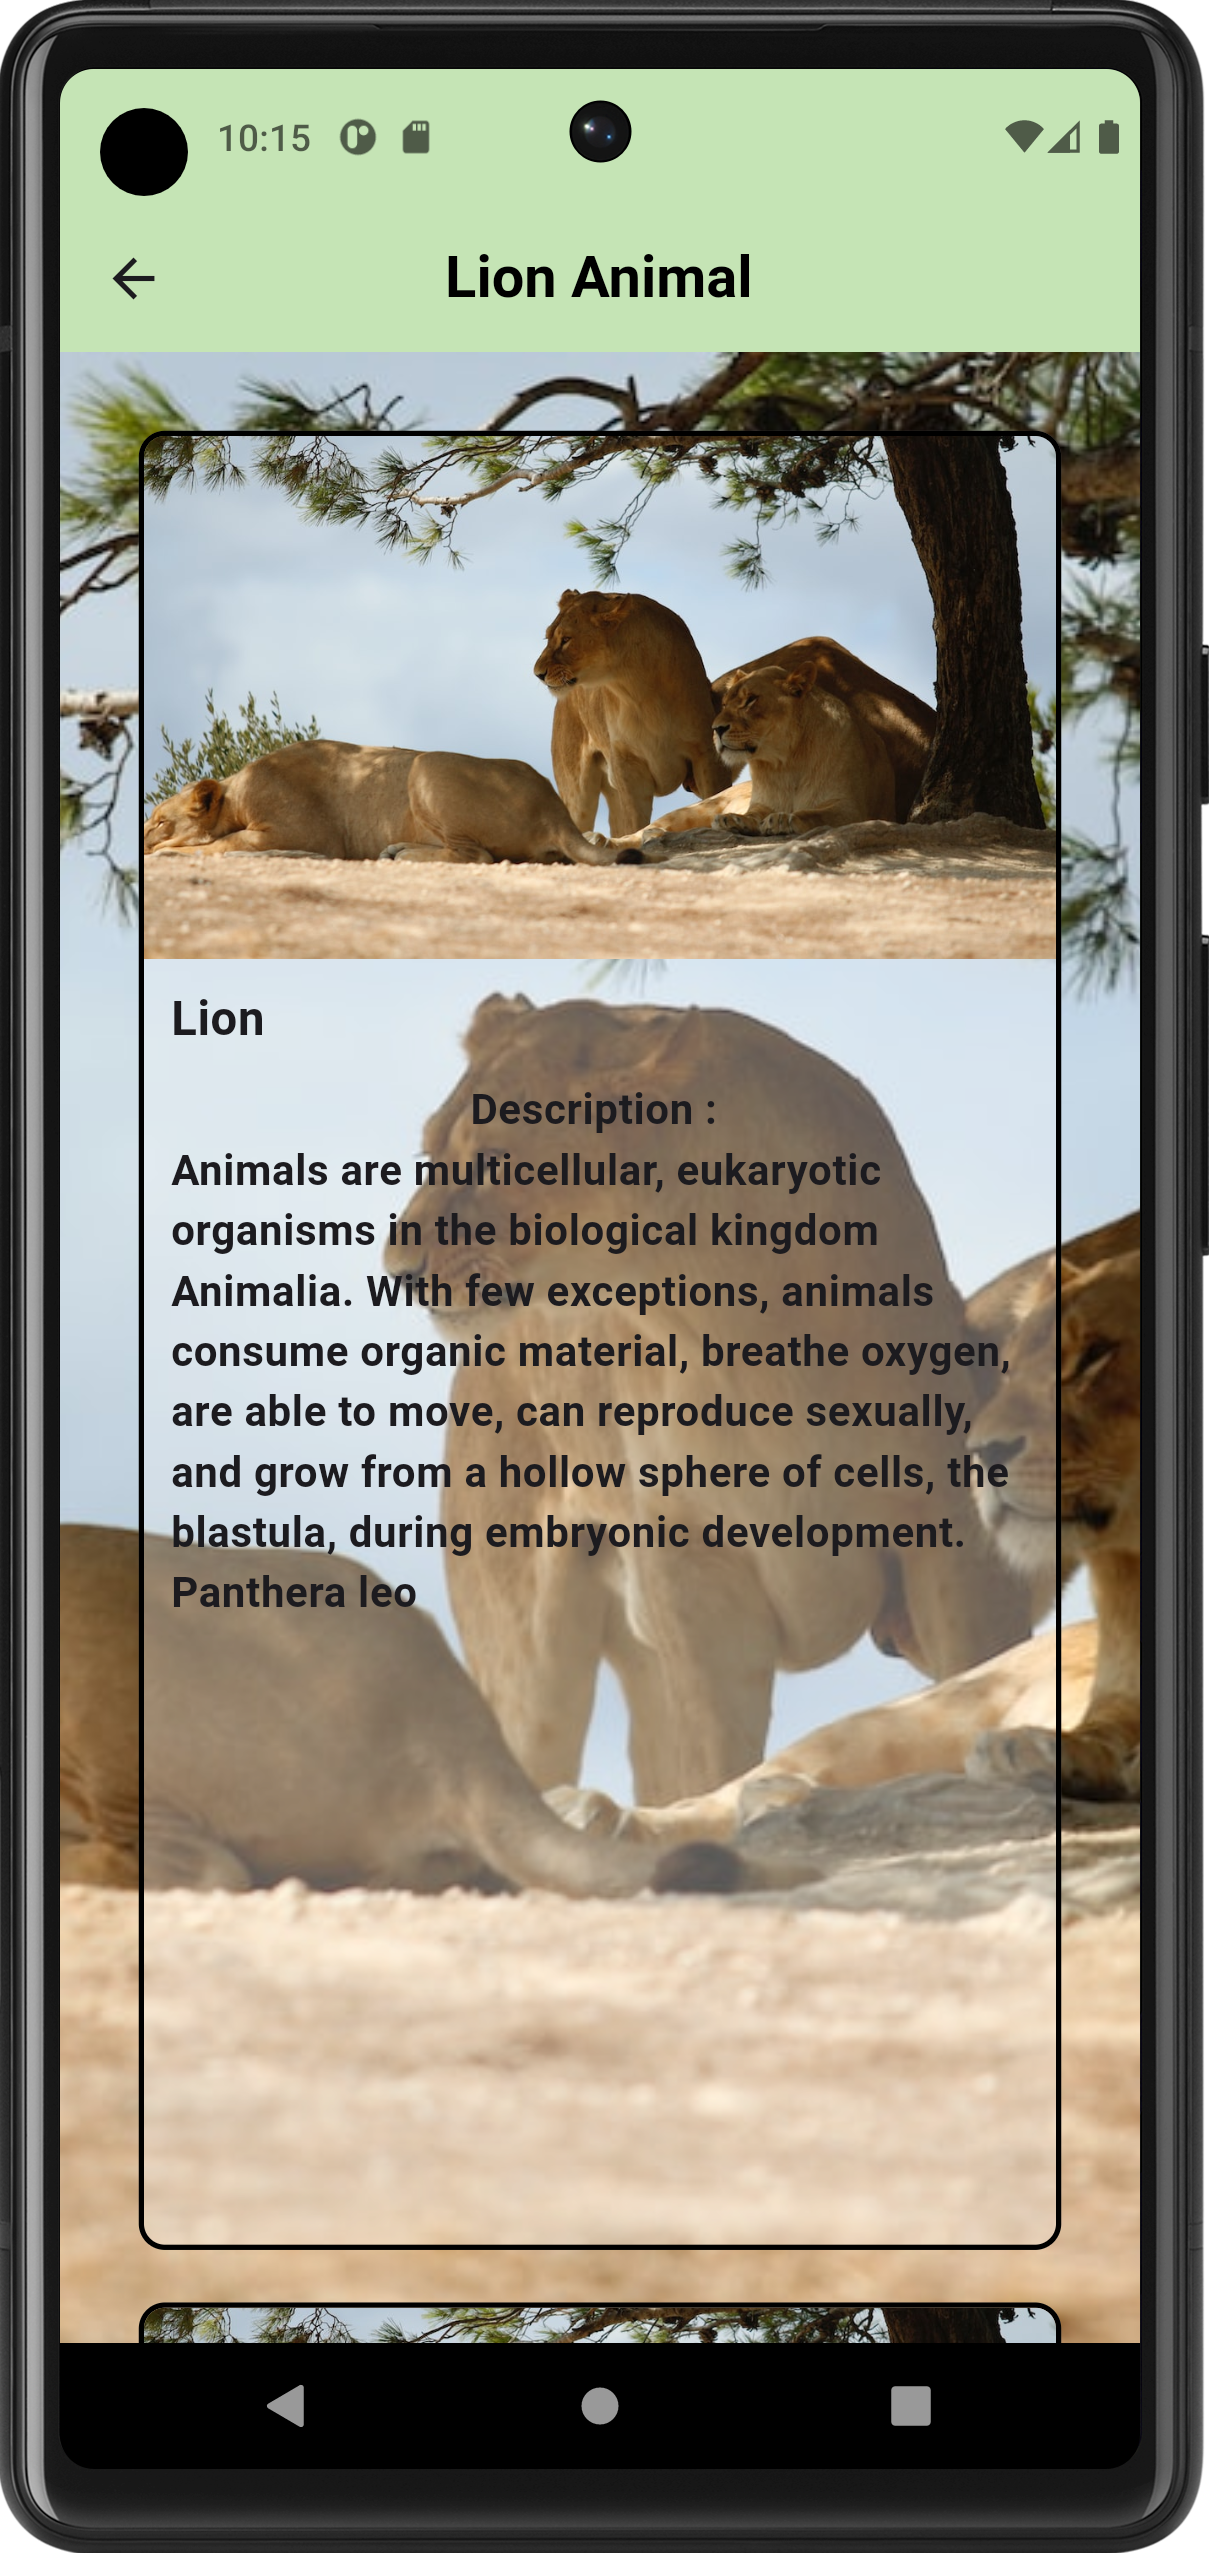 10:15
Lion Animal
Lion
Description :
Animals are multicellular, eukaryotic
organisms in the biological kingdom
Animalia. With few exceptions, animals
consume organic material, breathe oxygen,
are able to move, can reproduce sexually,
and grow from a hollow sphere of cells, the
blastula, during embryonic development.
Panthera leo